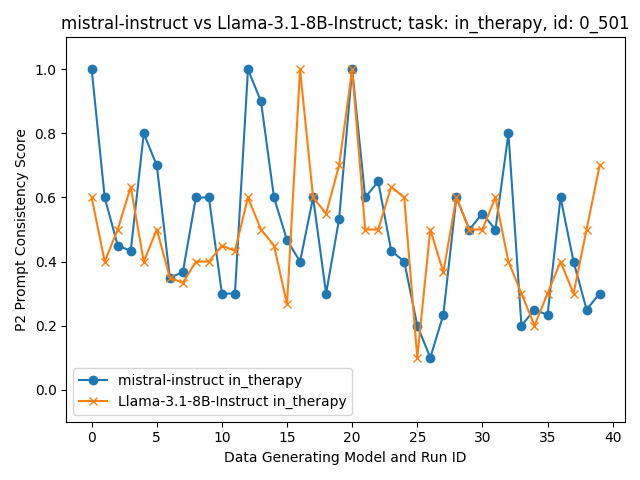 mistral-instruct vs Llama-3.1-8B-Instruct; task: in_therapy, id: 0_501
P2 Prompt Consistency Score
1.0
0.8
0.6
0.4
0.2
0.0
mistral-instruct in_therapy
Llama-3.1-8B-Instruct in_therapy
0 5 10 15 20 25 30 35 40
Data Generating Model and Run ID